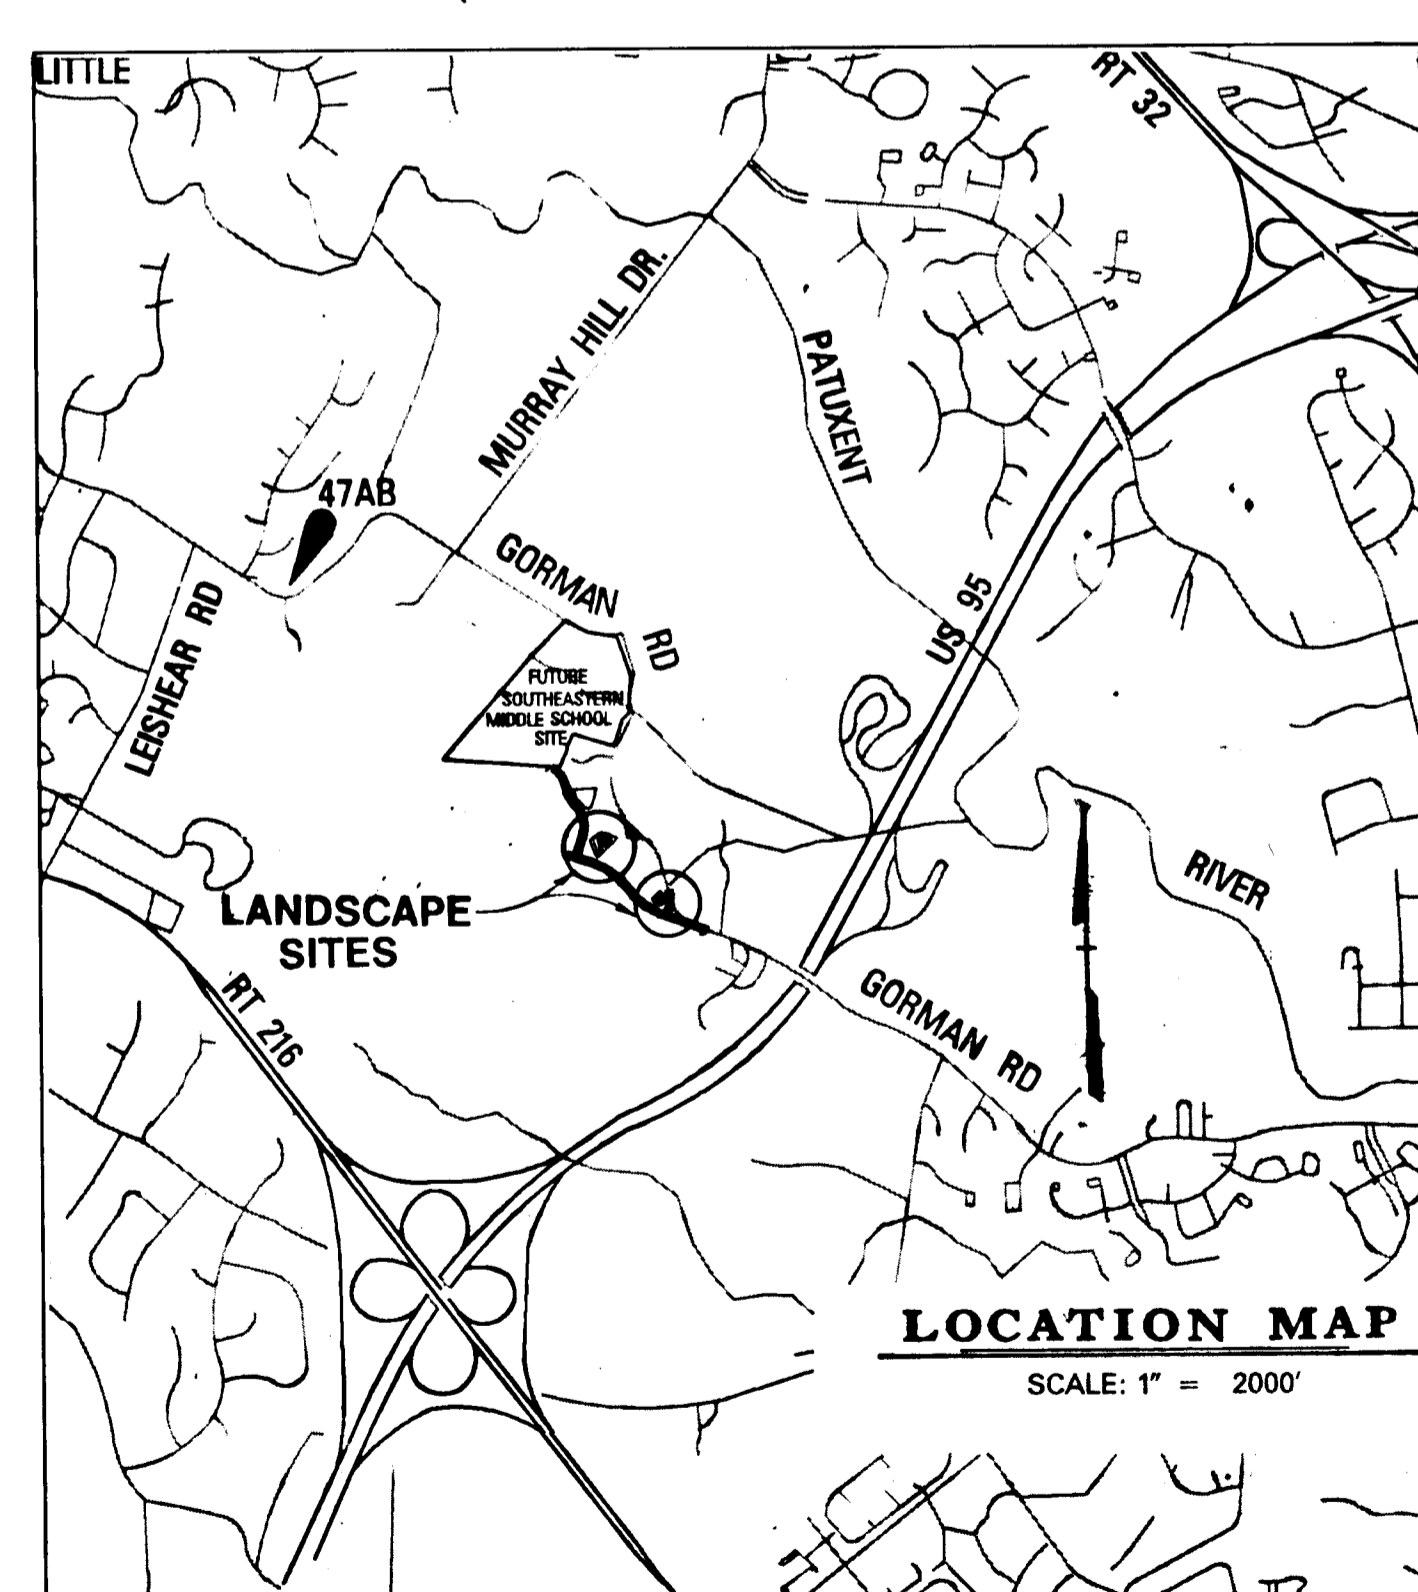 LITTLE
RT 32
MURRAY HILL DR.
PATUXENT
47AB
GORMAN RD
US 95
LEISHEAR RD
FUTURE
SOUTHEASTERN
MIDDLE SCHOOL
SITE
RIVER
LANDSCAPE
SITES
RT 216
GORMAN RD
LOCATION MAP
SCALE: 1" = 2000'